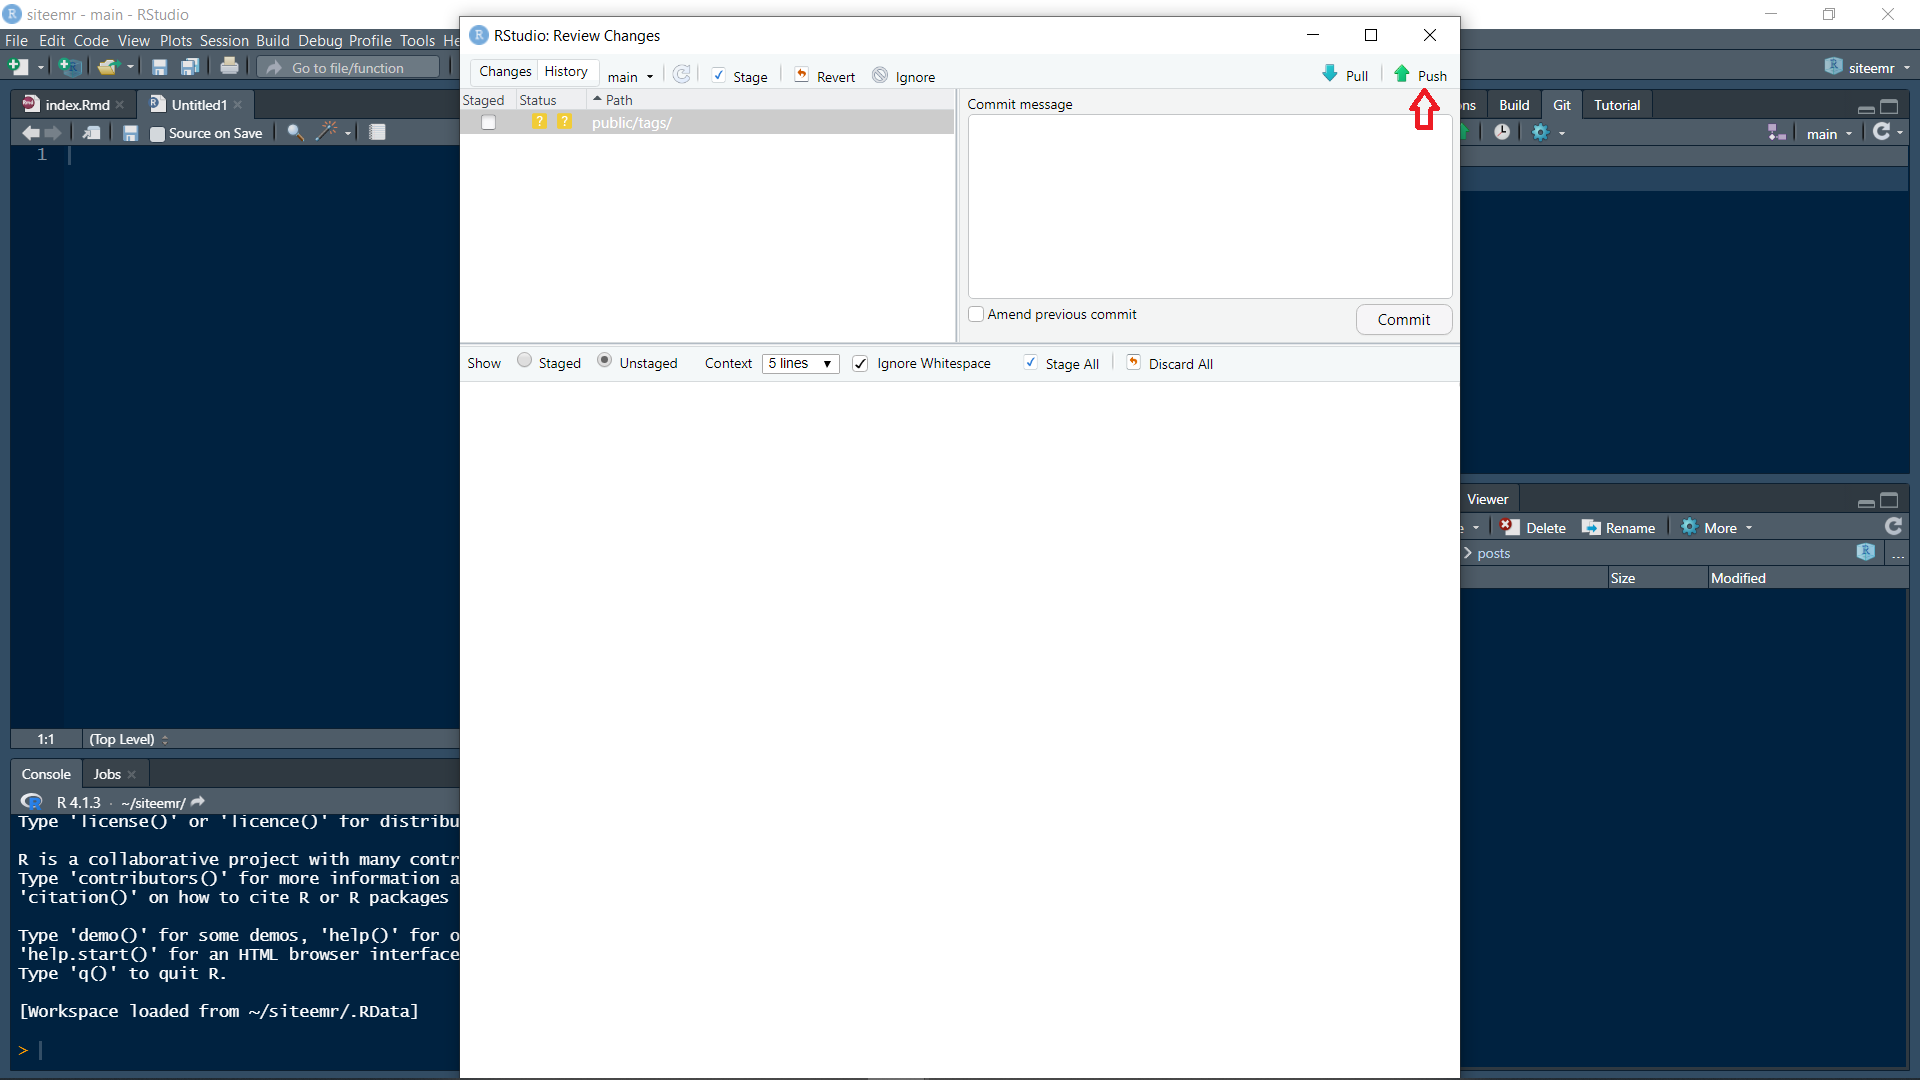 siteemr - main - RStudio
File Edit Code View Plots Session Build Debug Profile Tools He
Go to file/function
siteemr
index.Rmd
Untitled1
Source on Save
1
1:1 (Top Level)
Console Jobs
R 4.1.3 · ~/siteemr/
Type 'license()' or 'licence()' for distribu
R is a collaborative project with many contr
Type 'contributors()' for more information a
'citation()' on how to cite R or R packages
Type 'demo()' for some demos, 'help()' for o
'help.start()' for an HTML browser interface
Type 'q()' to quit R.
[Workspace loaded from ~/siteemr/.RData]
>
RStudio: Review Changes
Changes History main Stage Revert Ignore Pull Push
Staged Status Path
? ? public/tags/
Commit message
Amend previous commit
Commit
Show Staged Unstaged Context 5 lines Ignore Whitespace Stage All Discard All
ns Build Git Tutorial
main
Viewer
e Delete Rename More
posts ...
Size Modified